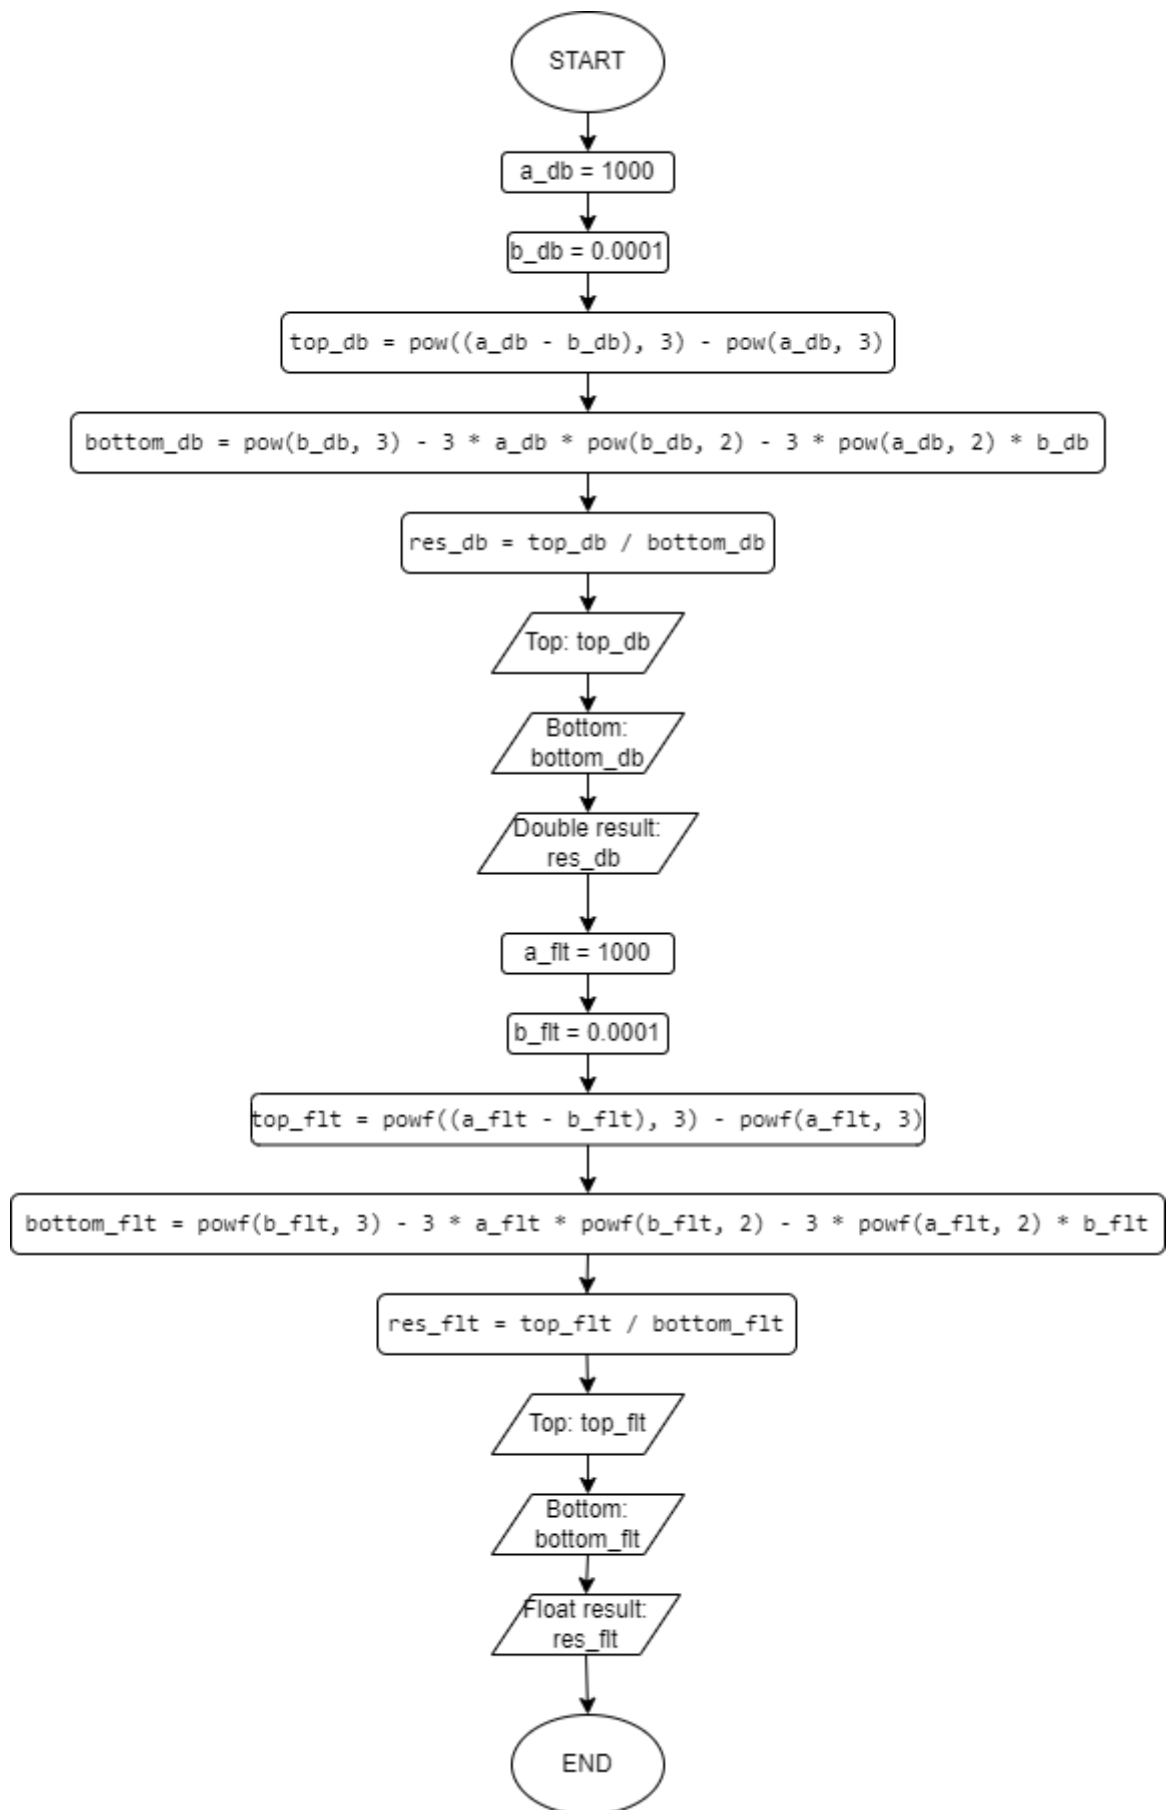 START
a_db = 1000
b_db = 0.0001
top_db = pow((a_db - b_db), 3) - pow(a_db, 3)
bottom_db = pow(b_db, 3) - 3 * a_db * pow(b_db, 2) - 3 * pow(a_db, 2) * b_db
res_db = top_db / bottom_db
Top: top_db
Bottom:
bottom_db
Double result:
res_db
a_flt = 1000
b_flt = 0.0001
top_flt = powf((a_flt - b_flt), 3) - powf(a_flt, 3)
bottom_flt = powf(b_flt, 3) - 3 * a_flt * powf(b_flt, 2) - 3 * powf(a_flt, 2) * b_flt
res_flt = top_flt / bottom_flt
Top: top_flt
Bottom:
bottom_flt
Float result:
res_flt
END